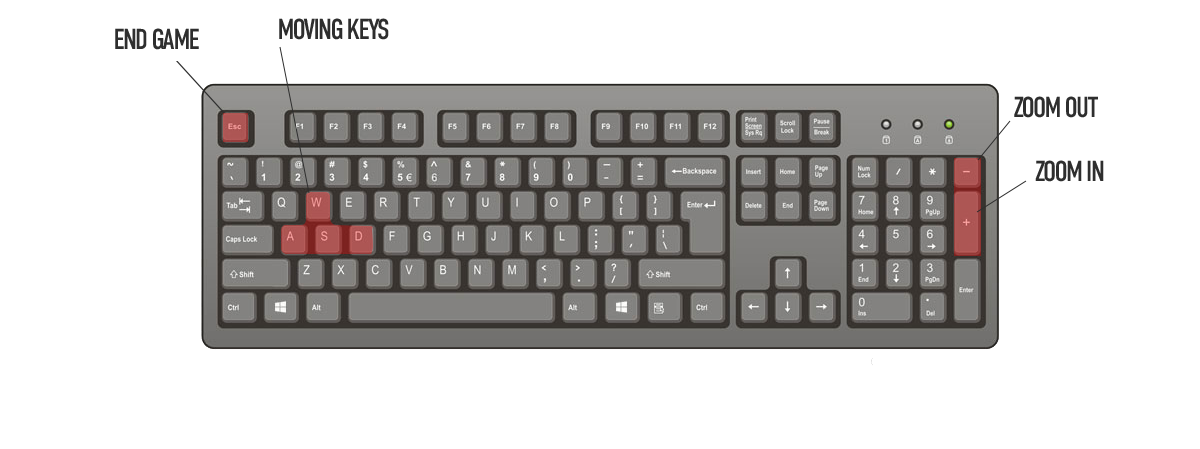 MOVING KEYS
END GAME
ZOOM OUT
ZOOM IN
Esc F1 F2 F3 F4 F5 F6 F7 F8 F9 F10 F11 F12 Print Screen Sys Rq Scroll Lock Pause Break
~ ` ! 1 @ 2 # 3 $ 4 % 5 € ^ 6 & 7 * 8 ( 9 ) 0 — - + = ←Backspace Insert Home Page Up Num Lock / * −
Tab Q W E R T Y U I O P { [ } ] Enter Delete End Page Down 7 Home 8 ↑ 9 PgUp +
Caps Lock A S D F G H J K L : ; " , ¦ \ 4 ← 5 6 →
⇧Shift Z X C V B N M < , > . ? / ⇧Shift ↑ 1 End 2 ↓ 3 PgDn Enter
Ctrl Alt Alt Ctrl ← ↓ → 0 Ins . Del